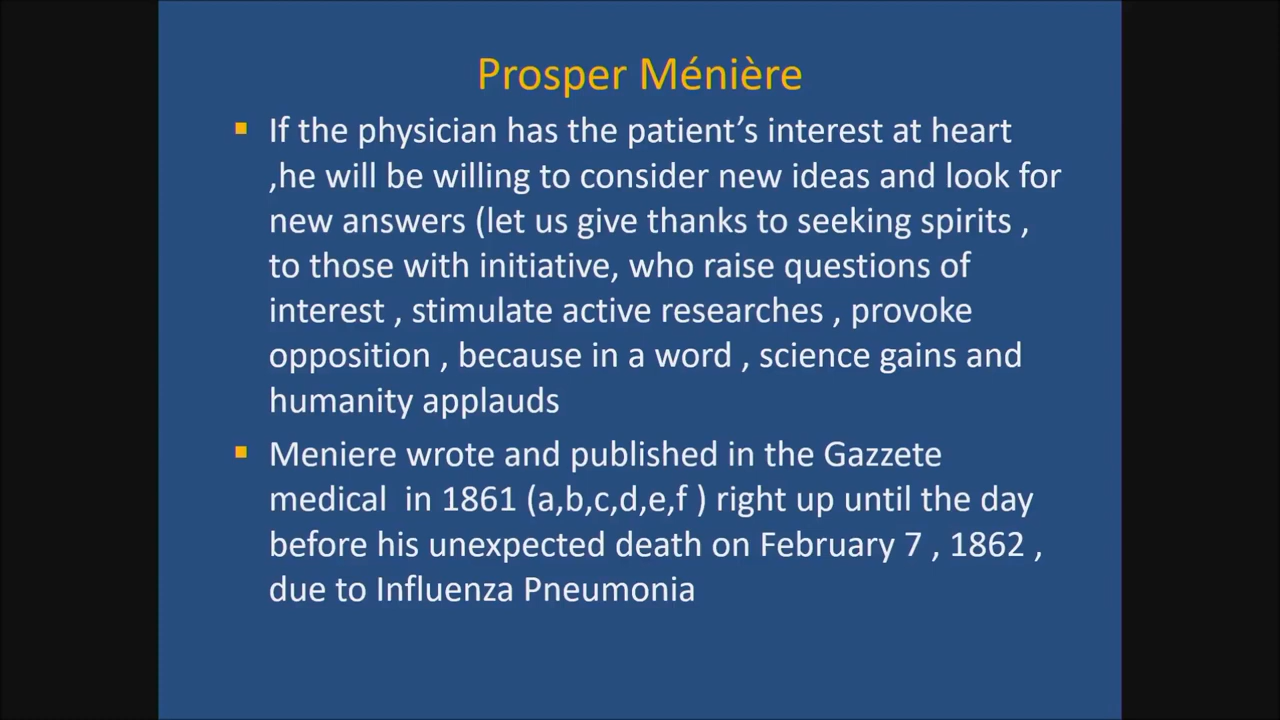 Prosper Ménière
If the physician has the patient’s interest at heart
,he will be willing to consider new ideas and look for
new answers (let us give thanks to seeking spirits ,
to those with initiative, who raise questions of
interest , stimulate active researches , provoke
opposition , because in a word , science gains and
humanity applauds
Meniere wrote and published in the Gazzete
medical  in 1861 (a,b,c,d,e,f ) right up until the day
before his unexpected death on February 7 , 1862 ,
due to Influenza Pneumonia